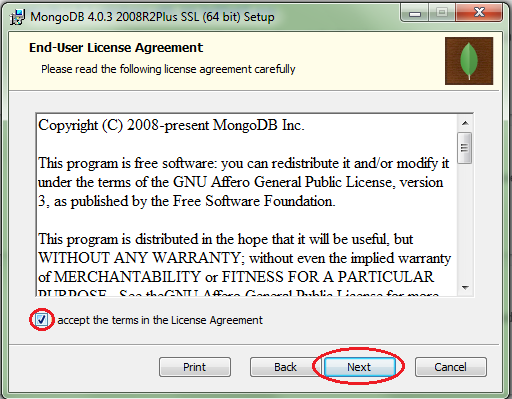 MongoDB 4.0.3 2008R2Plus SSL (64 bit) Setup
End-User License Agreement
Please read the following license agreement carefully
Copyright (C) 2008-present MongoDB Inc.
This program is free software: you can redistribute it and/or modify it
under the terms of the GNU Affero General Public License, version
3, as published by the Free Software Foundation.
This program is distributed in the hope that it will be useful, but
WITHOUT ANY WARRANTY; without even the implied warranty
of MERCHANTABILITY or FITNESS FOR A PARTICULAR
PURPOSE. See theGNU Affero General Public License for more
accept the terms in the License Agreement
Print
Back
Next
Cancel